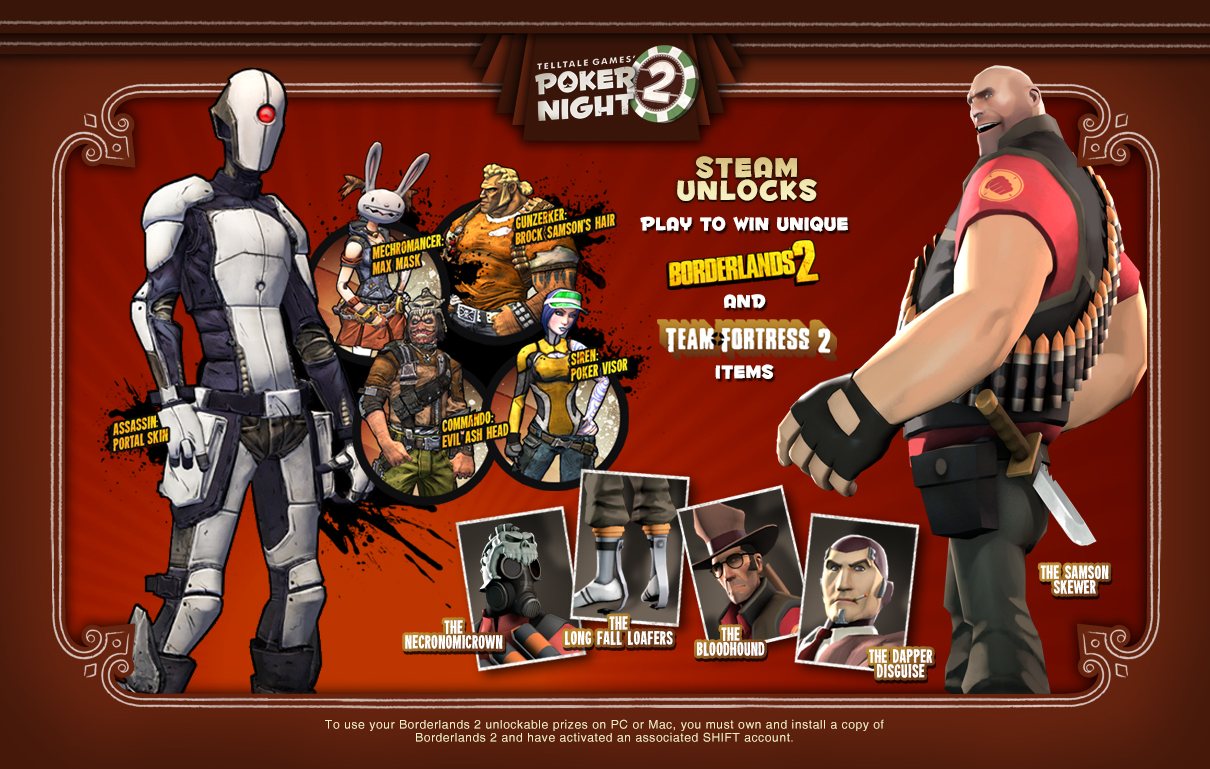 TELLTALE GAMES'
POKER
NIGHT 2
STEAM
UNLOCKS
PLAY TO WIN UNIQUE
BORDERLANDS 2
AND
TEAM FORTRESS 2
ITEMS
MECHROMANCER:
MAX MASK
GUNZERKER:
BROCK SAMSON'S HAIR
SIREN:
POKER VISOR
COMMANDO:
EVIL ASH HEAD
ASSASSIN:
PORTAL SKIN
THE
NECRONOMICROWN
THE
LONG FALL LOAFERS
THE
BLOODHOUND
THE DAPPER
DISGUISE
THE SAMSON
SKEWER
To use your Borderlands 2 unlockable prizes on PC or Mac, you must own and install a copy of
Borderlands 2 and have activated an associated SHIFT account.